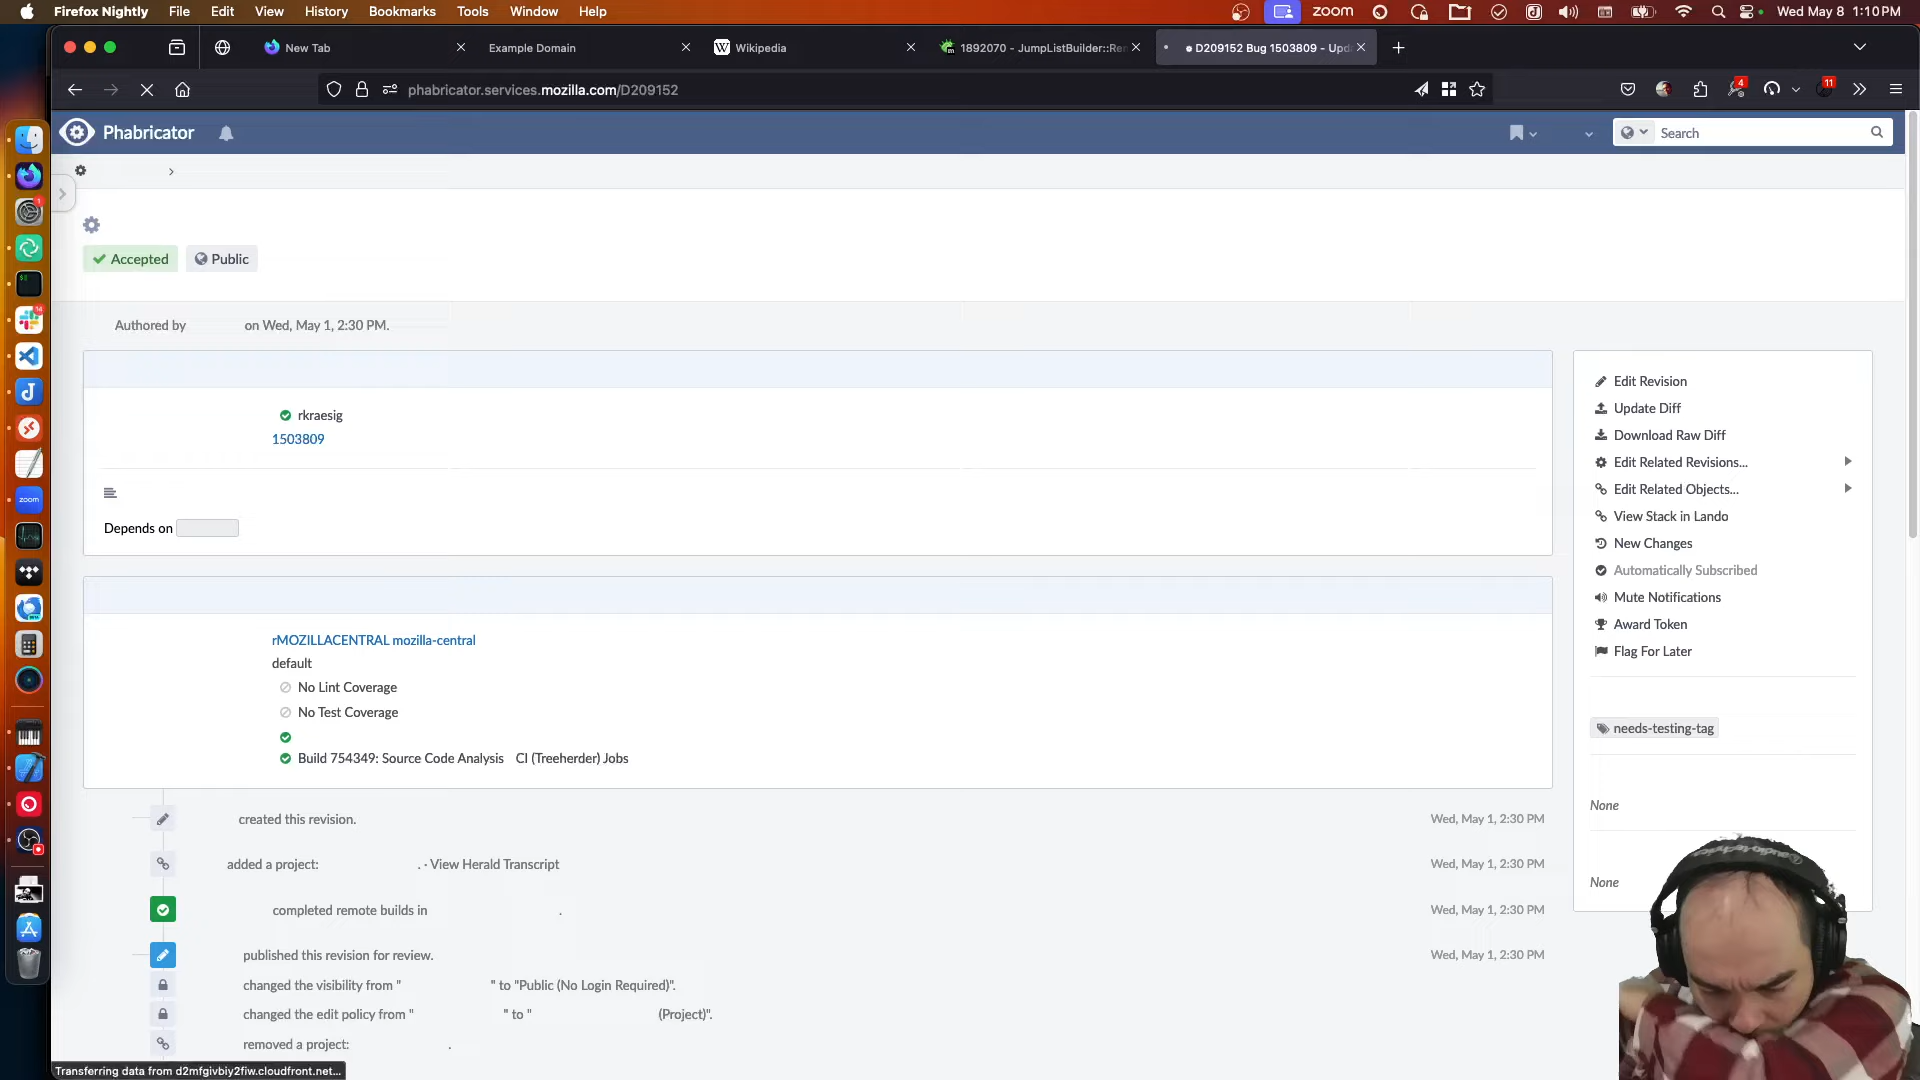 Firefox Nightly File Edit View History Bookmarks Tools Window Help zoom Wed May 8 1:10 PM
New Tab Example Domain Wikipedia 1892070 - JumpListBuilder::Rem D209152 Bug 1503809 - Upda
phabricator.services.mozilla.com/D209152 4 11
Phabricator Search
Accepted Public
Authored by on Wed, May 1, 2:30 PM.
rkraesig
1503809
Depends on
rMOZILLACENTRAL mozilla-central
default
No Lint Coverage
No Test Coverage
Build 754349: Source Code Analysis CI (Treeherder) Jobs
created this revision. Wed, May 1, 2:30 PM
added a project: . · View Herald Transcript Wed, May 1, 2:30 PM
completed remote builds in . Wed, May 1, 2:30 PM
published this revision for review. Wed, May 1, 2:30 PM
changed the visibility from " " to "Public (No Login Required)".
changed the edit policy from " " to " (Project)".
removed a project: .
Edit Revision
Update Diff
Download Raw Diff
Edit Related Revisions...
Edit Related Objects...
View Stack in Lando
New Changes
Automatically Subscribed
Mute Notifications
Award Token
Flag For Later
needs-testing-tag
None
None
Transferring data from d2mfgivbiy2fiw.cloudfront.net...
zoom